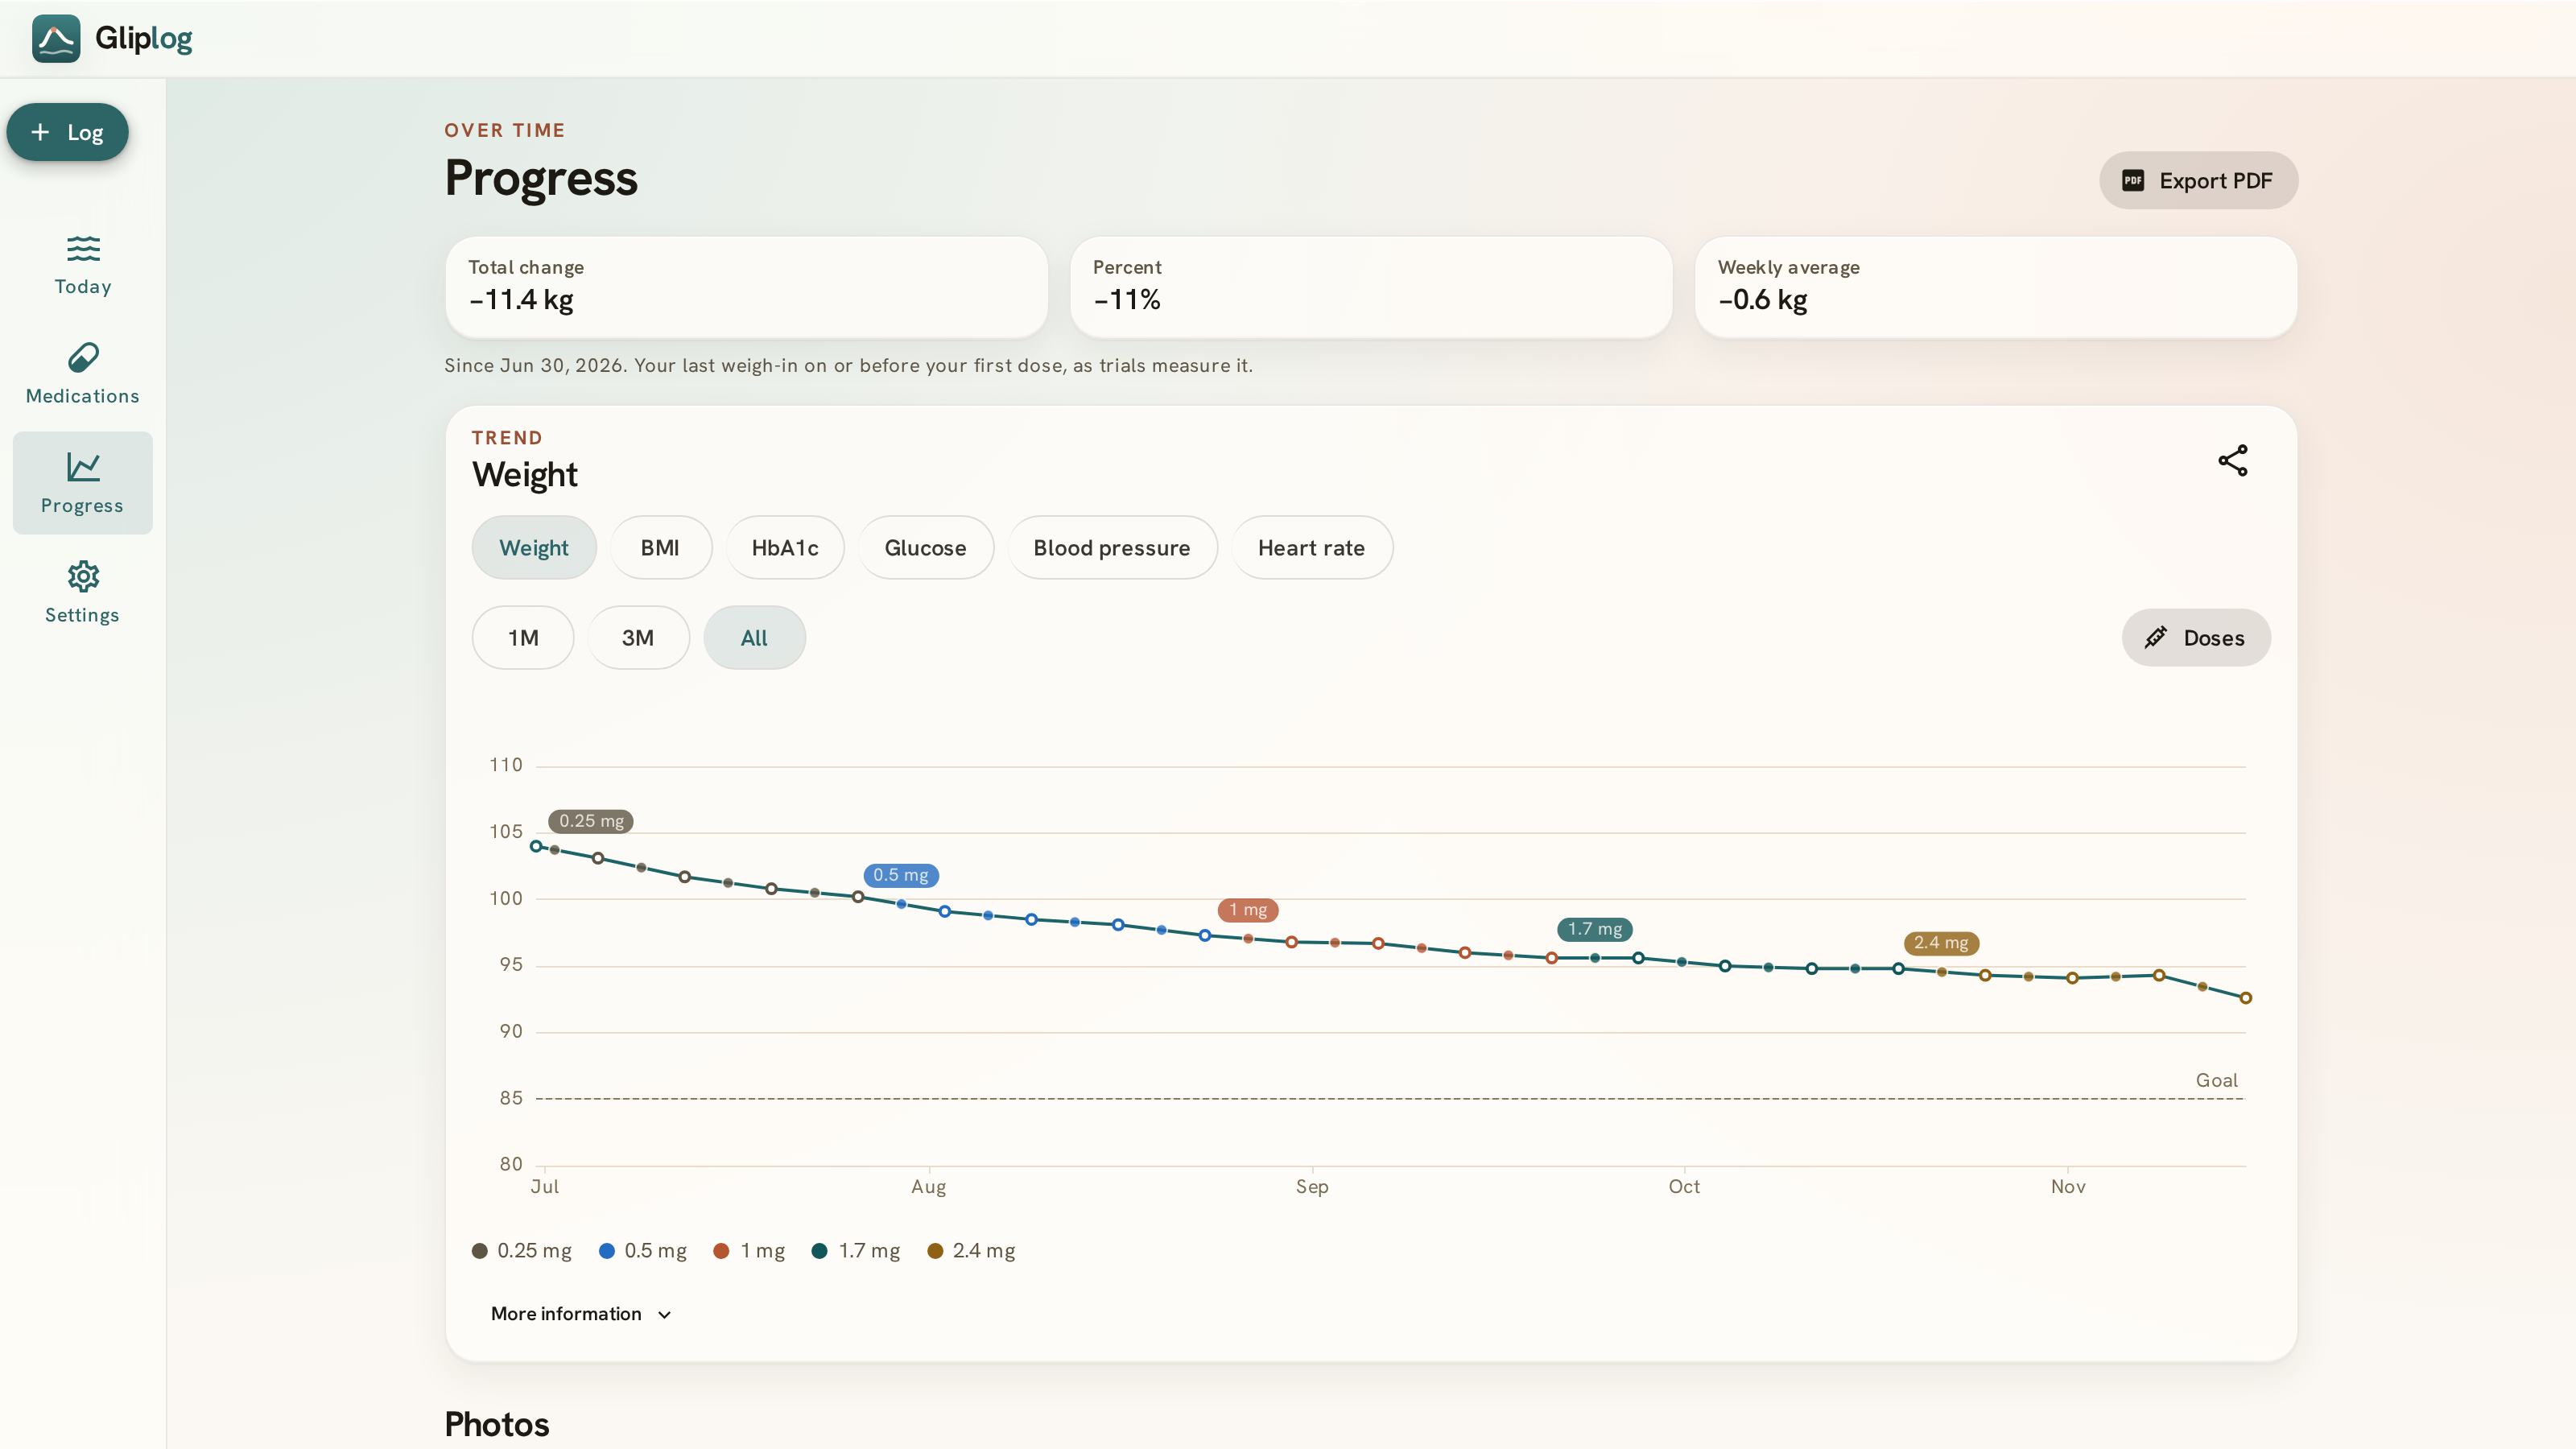 Gliplog
+ Log
Today
Medications
Progress
Settings
OVER TIME
Progress
PDF Export PDF
Total change
–11.4 kg
Percent
–11%
Weekly average
–0.6 kg
Since Jun 30, 2026. Your last weigh-in on or before your first dose, as trials measure it.
TREND
Weight
Weight BMI HbA1c Glucose Blood pressure Heart rate
1M 3M All
Doses
110
105
100
95
90
85
80
0.25 mg
0.5 mg
1 mg
1.7 mg
2.4 mg
Goal
Jul Aug Sep Oct Nov
0.25 mg 0.5 mg 1 mg 1.7 mg 2.4 mg
More information
Photos